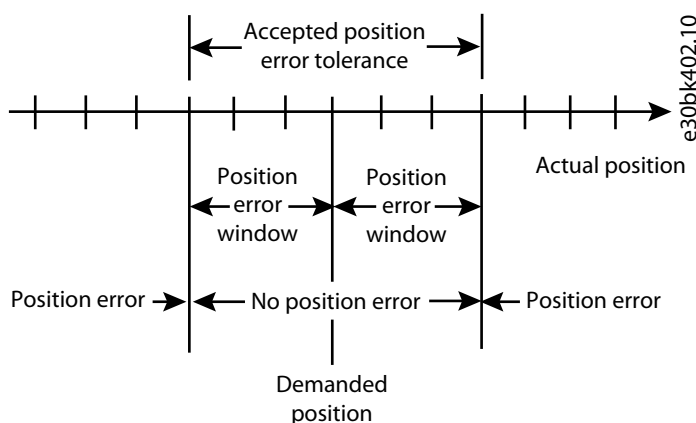 Accepted position
error tolerance
e30bk402.10
Actual position
Position
error
window
Position
error
window
Position error
No position error
Position error
Demanded
position